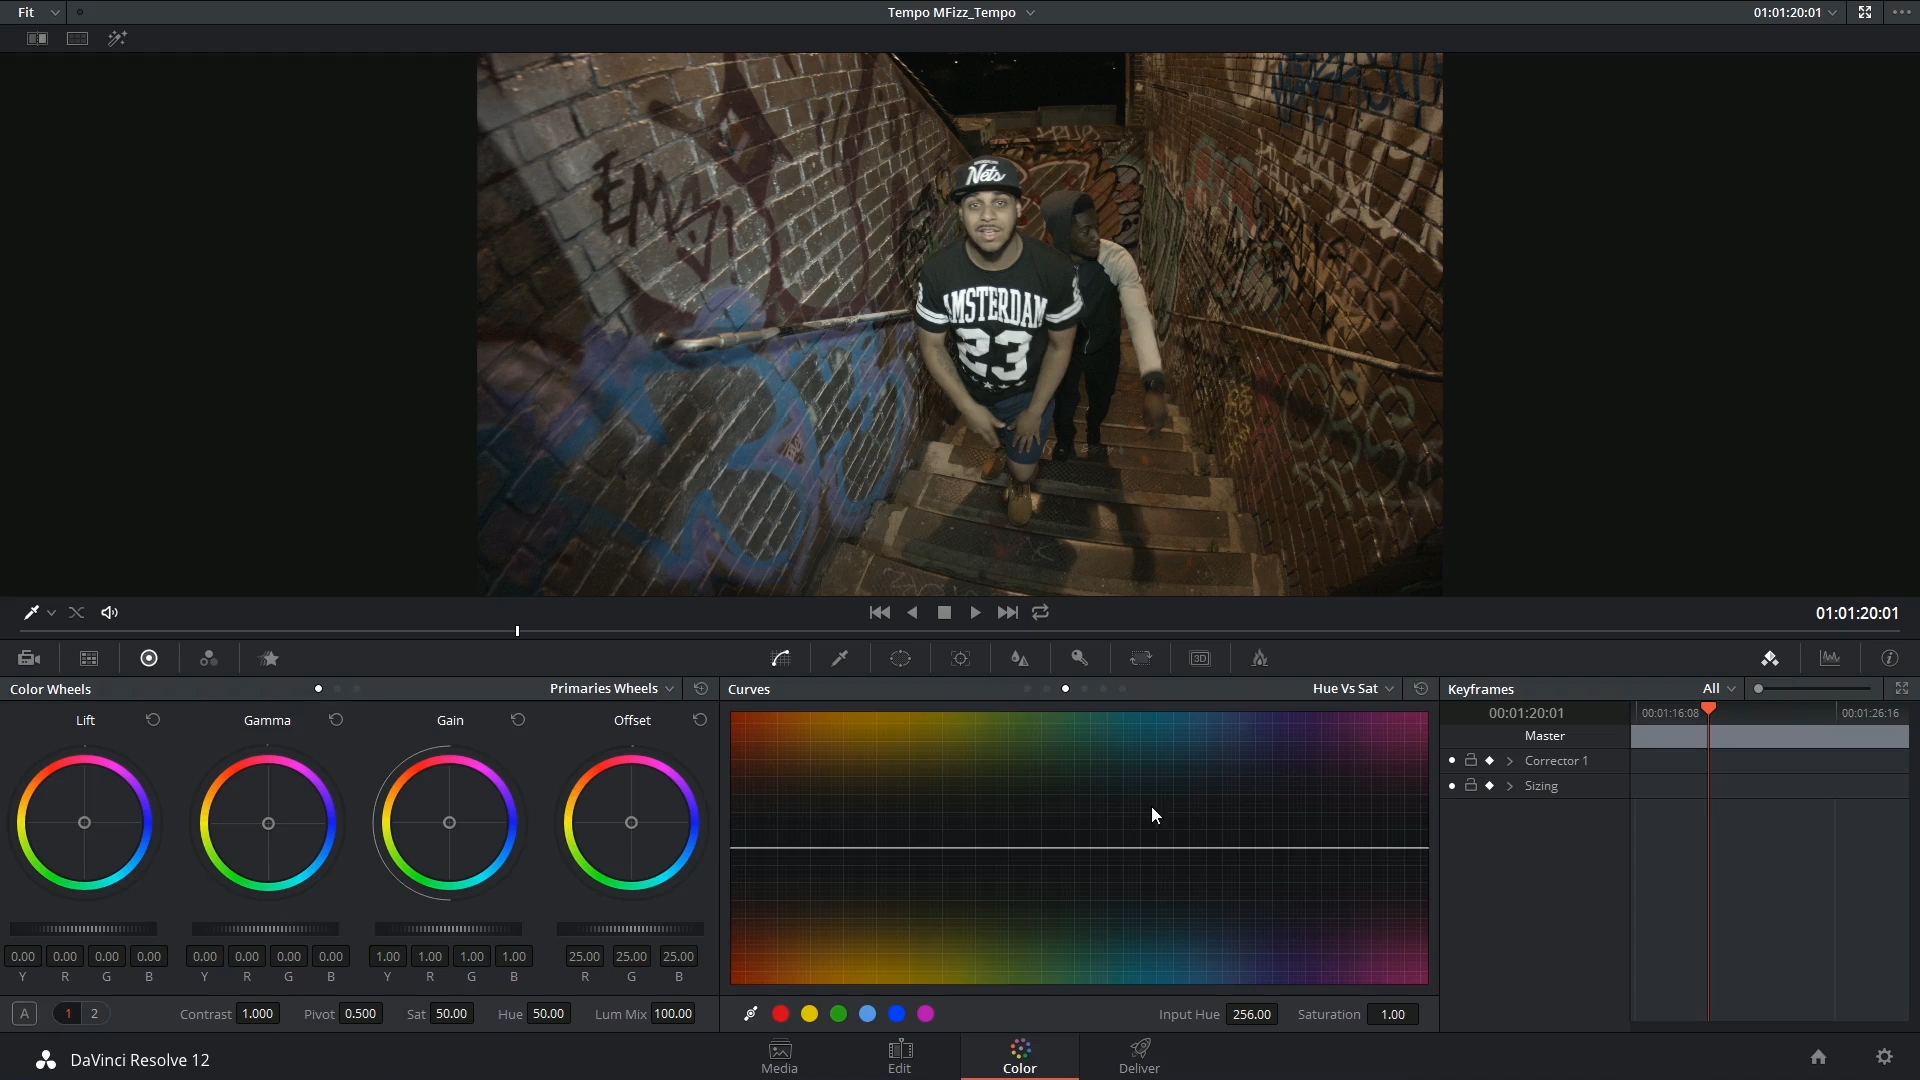 Fit
Tempo MFizz_Tempo
01:01:20:01
Nets
AMSTERDAM
23
01:01:20:01
3D
Color Wheels
Primaries Wheels
Curves
Hue Vs Sat
Keyframes
All
Lift
Gamma
Gain
Offset
00:01:20:01
00:01:16:08
00:01:26:16
Master
Corrector 1
Sizing
0.00 0.00 0.00 0.00 0.00 0.00 0.00 0.00 1.00 1.00 1.00 1.00 25.00 25.00 25.00
Y R G B Y R G B Y R G B R G B
A 1 2 Contrast 1.000 Pivot 0.500 Sat 50.00 Hue 50.00 Lum Mix 100.00
Input Hue 256.00 Saturation 1.00
DaVinci Resolve 12
Media
Edit
Color
Deliver